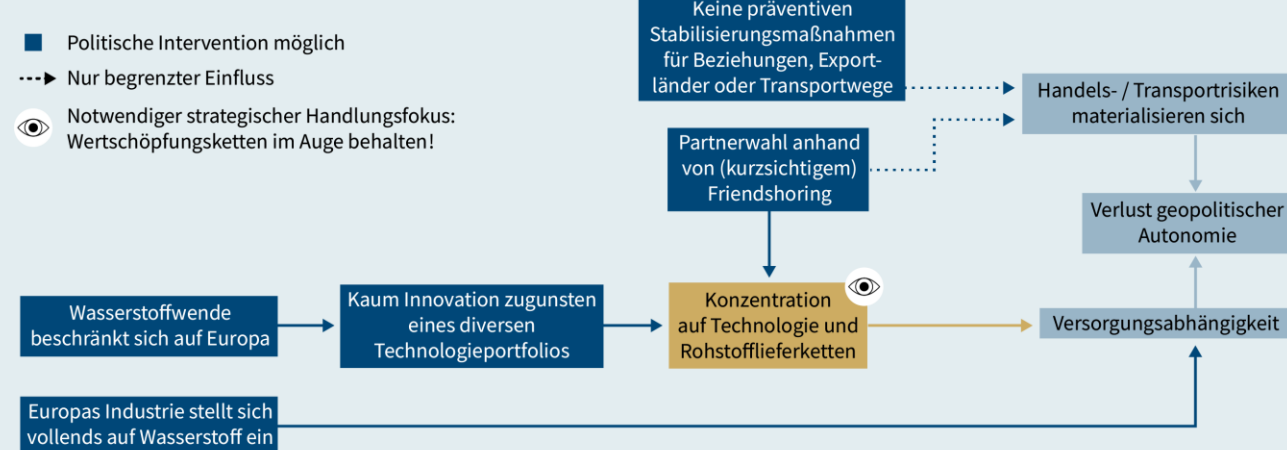 Politische Intervention möglich
Nur begrenzter Einfluss
Notwendiger strategischer Handlungsfokus:
Wertschöpfungsketten im Auge behalten!
Keine präventiven
Stabilisierungsmaßnahmen
für Beziehungen, Export-
länder oder Transportwege
Handels- / Transportrisiken
materialisieren sich
Partnerwahl anhand
von (kurzsichtigem)
Friendshoring
Verlust geopolitischer
Autonomie
Wasserstoffwende
beschränkt sich auf Europa
Kaum Innovation zugunsten
eines diversen
Technologieportfolios
Konzentration
auf Technologie und
Rohstofflieferketten
Versorgungsabhängigkeit
Europas Industrie stellt sich
vollends auf Wasserstoff ein